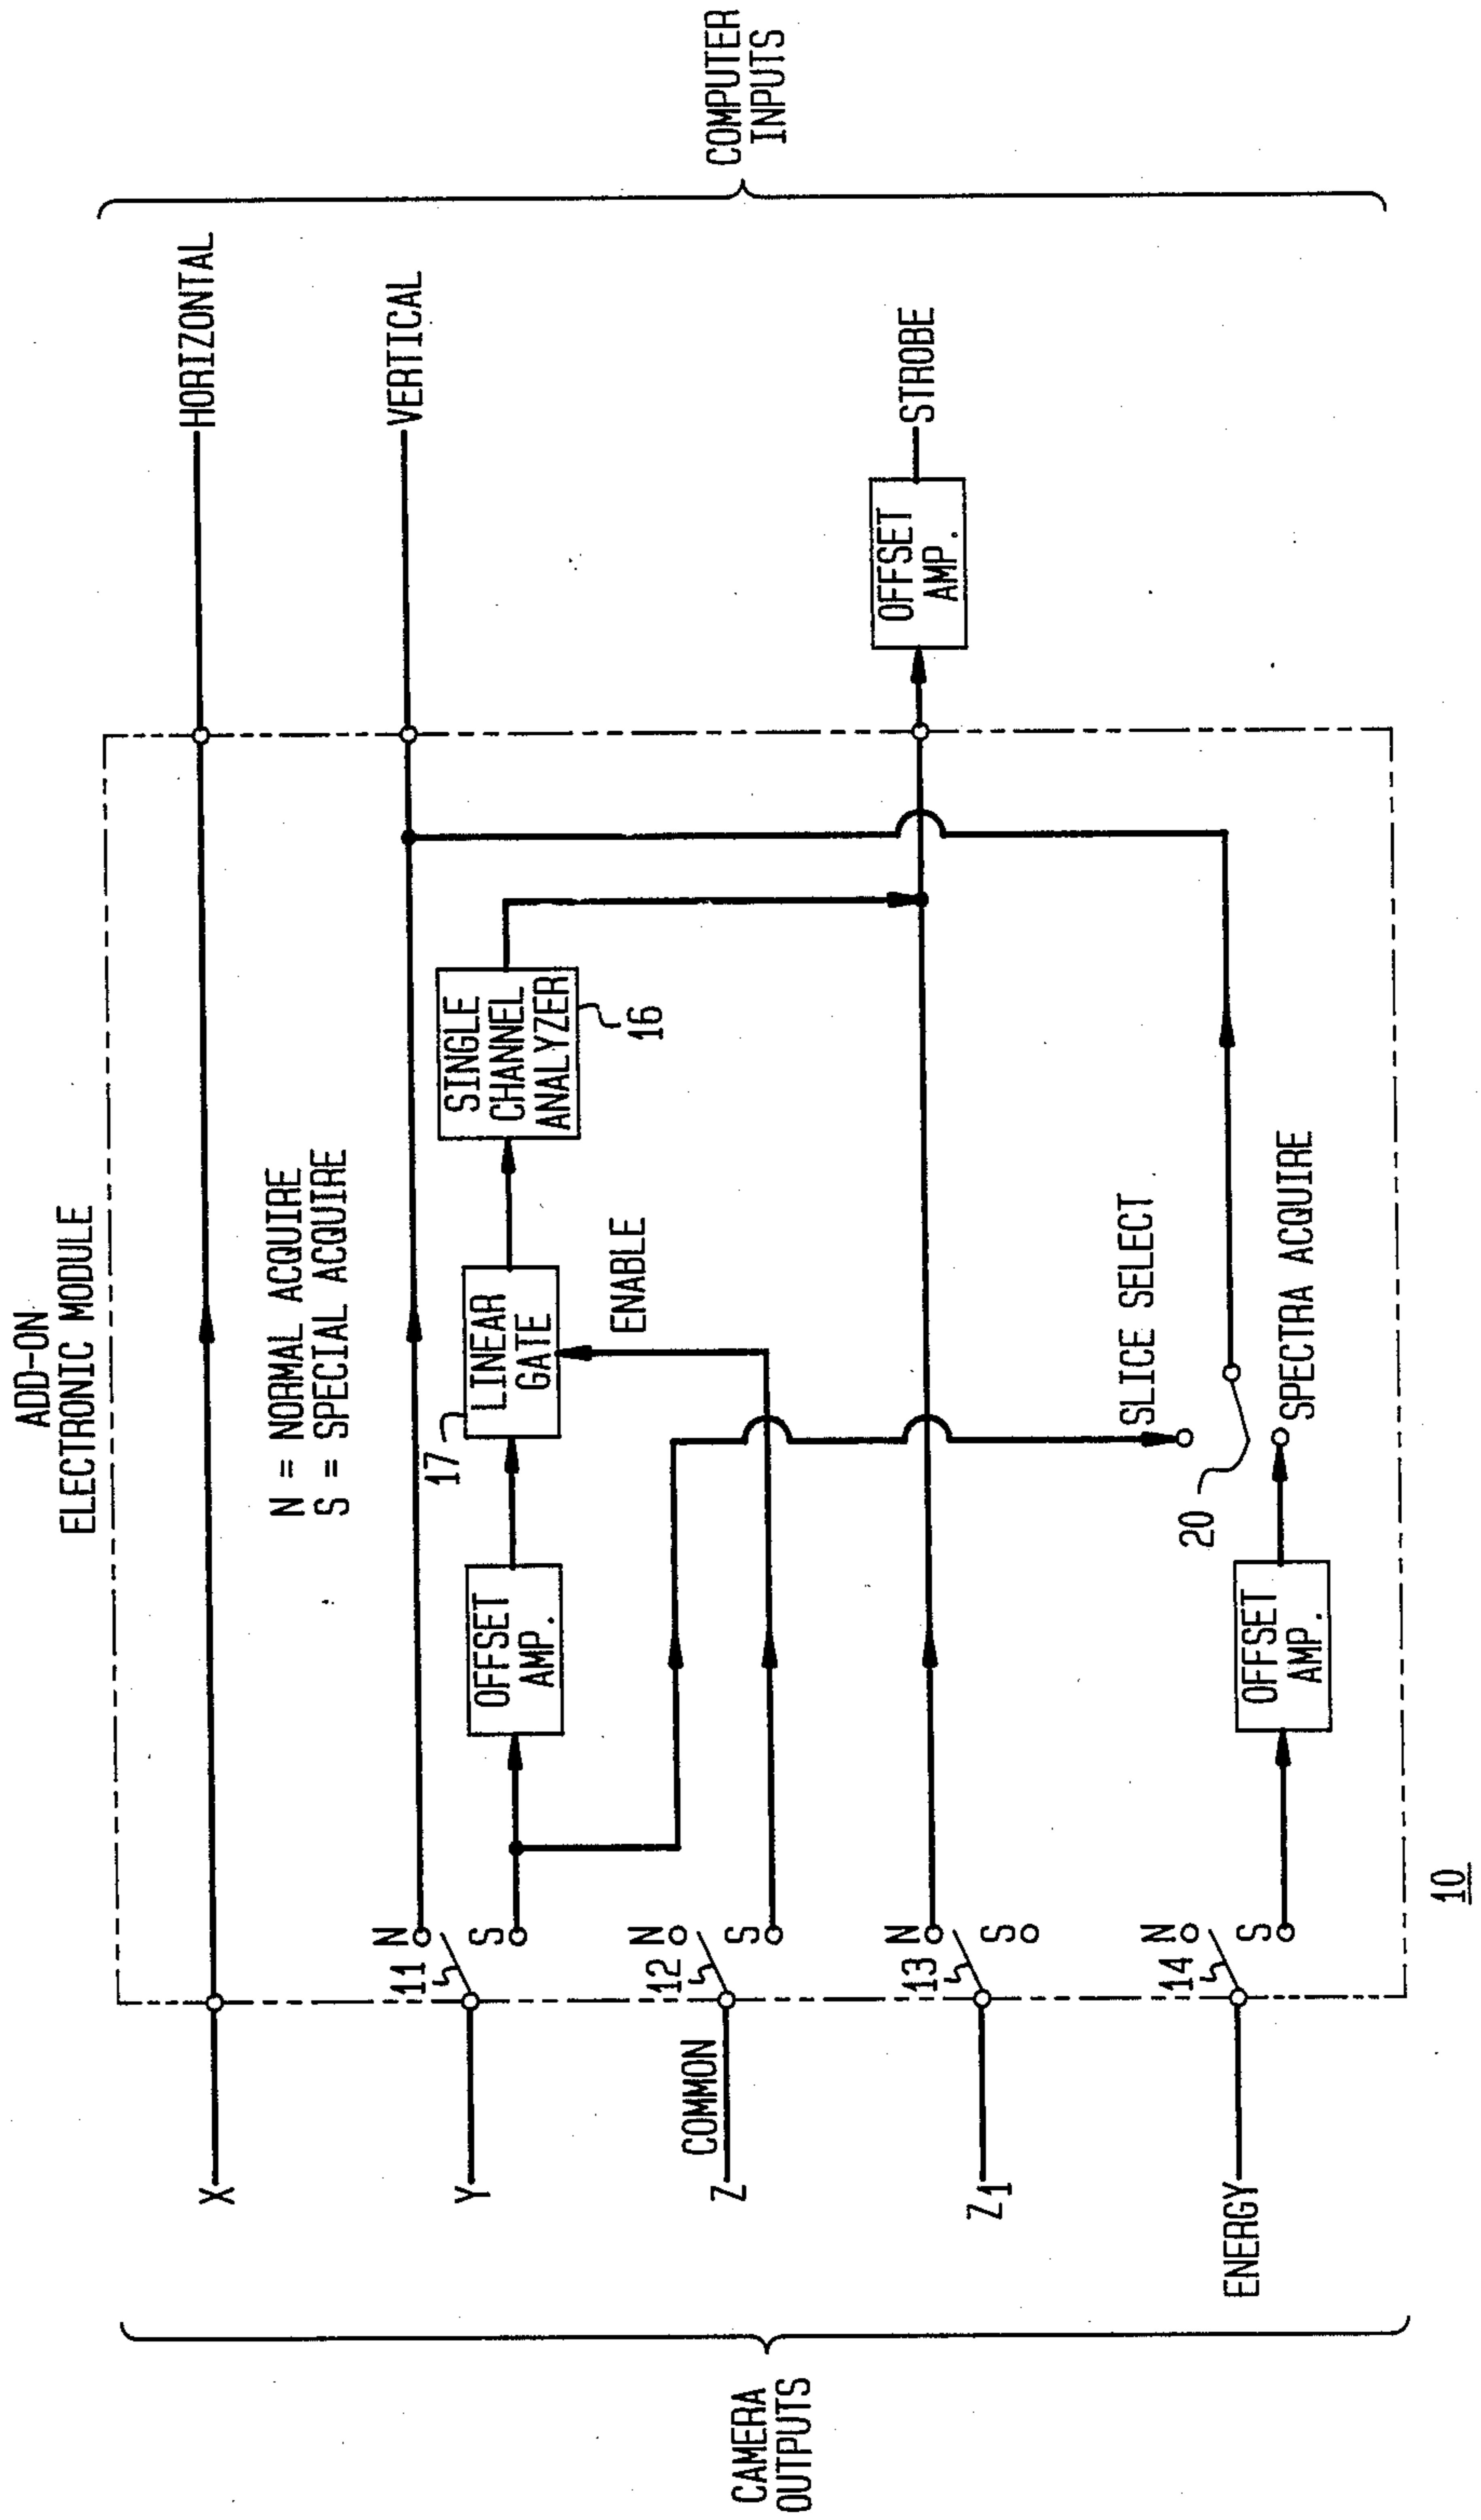 ADD-ON
ELECTRONIC MODULE
N = NORMAL ACQUIRE
S = SPECIAL ACQUIRE
CAMERA
OUTPUTS
X
Y
COMMON
Z
Z1
ENERGY
11
N
S
12
N
S
13
N
S
14
N
S
OFFSET
AMP.
17
LINEAR
GATE
ENABLE
SINGLE
CHANNEL
ANALYZER
16
SLICE SELECT
20
SPECTRA ACQUIRE
OFFSET
AMP.
OFFSET
AMP.
HORIZONTAL
VERTICAL
STROBE
COMPUTER
INPUTS
10